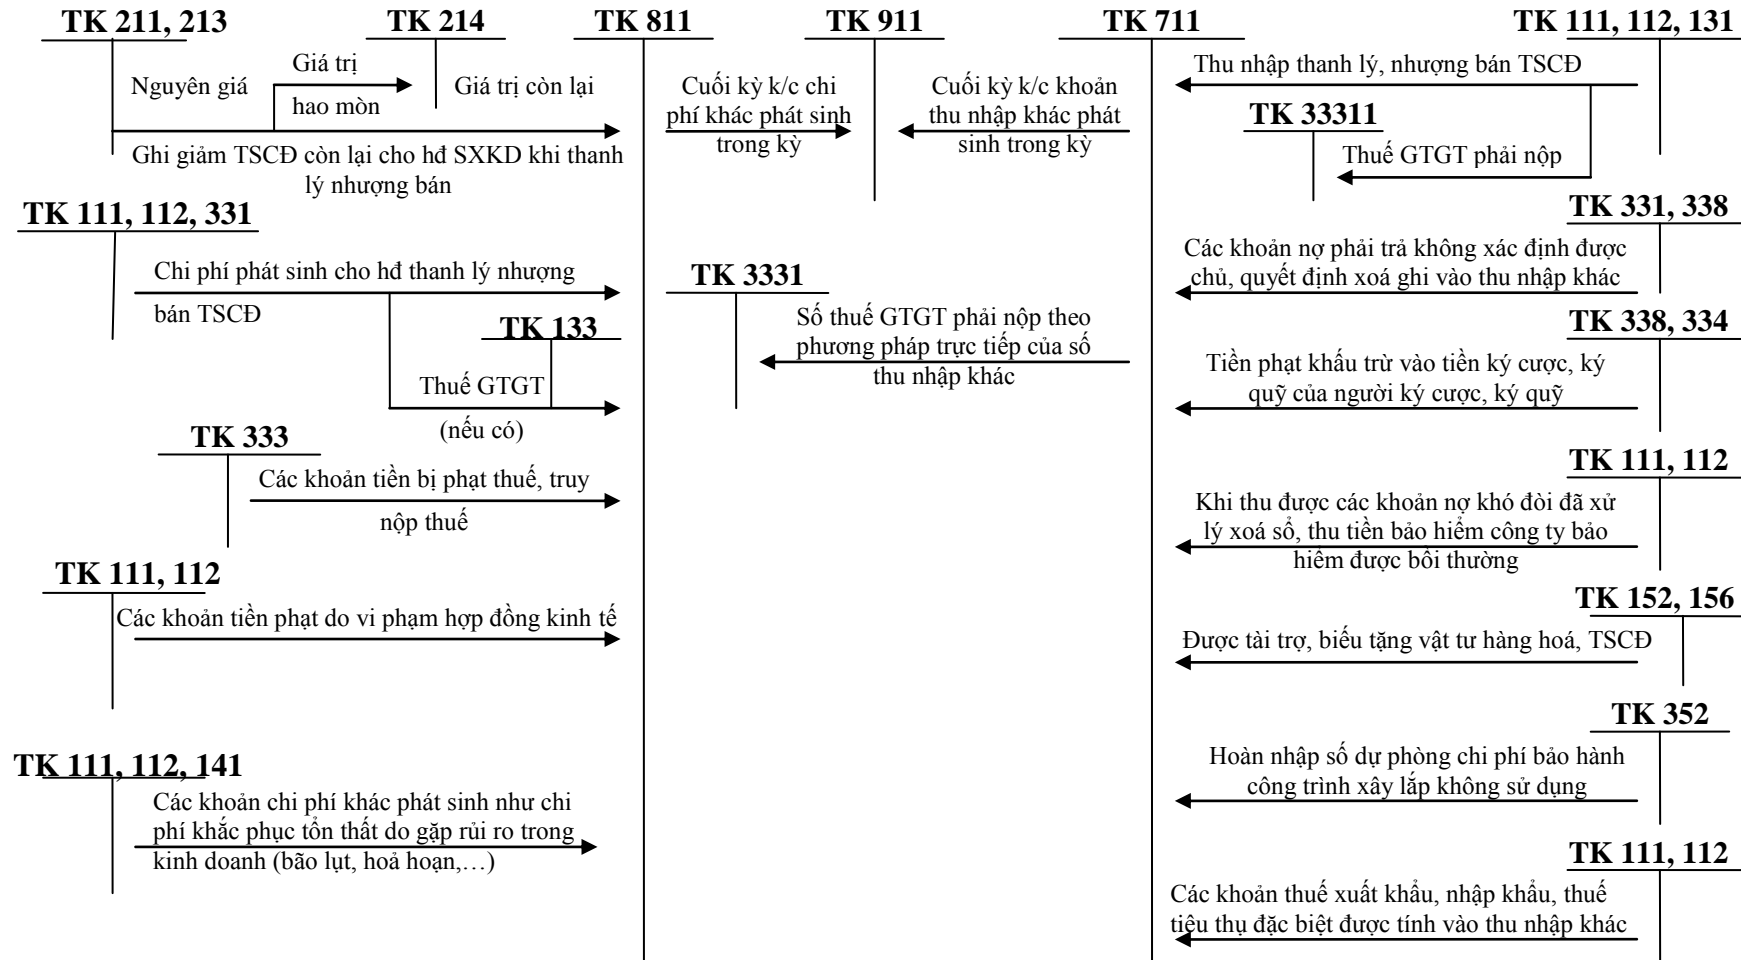 TK 211, 213
TK 214
TK 811
TK 911
TK 711
TK 111, 112, 131
Nguyên giá
Giá trị
hao mòn
Giá trị còn lại
Cuối kỳ k/c chi
phí khác phát sinh
trong kỳ
Cuối kỳ k/c khoản
thu nhập khác phát
sinh trong kỳ
Thu nhập thanh lý, nhượng bán TSCĐ
TK 33311
Thuế GTGT phải nộp
Ghi giảm TSCĐ còn lại cho hđ SXKD khi thanh
lý nhượng bán
TK 111, 112, 331
Chi phí phát sinh cho hđ thanh lý nhượng
bán TSCĐ
TK 133
Thuế GTGT
(nếu có)
TK 3331
Số thuế GTGT phải nộp theo
phương pháp trực tiếp của số
thu nhập khác
TK 331, 338
Các khoản nợ phải trả không xác định được
chủ, quyết định xoá ghi vào thu nhập khác
TK 338, 334
Tiền phạt khấu trừ vào tiền ký cược, ký
quỹ của người ký cược, ký quỹ
TK 333
Các khoản tiền bị phạt thuế, truy
nộp thuế
TK 111, 112
Khi thu được các khoản nợ khó đòi đã xử
lý xoá sổ, thu tiền bảo hiểm công ty bảo
hiêm được bôi thường
TK 111, 112
Các khoản tiền phạt do vi phạm hợp đồng kinh tế
TK 152, 156
Được tài trợ, biếu tặng vật tư hàng hoá, TSCĐ
TK 352
Hoàn nhập số dự phòng chi phí bảo hành
công trình xây lắp không sử dụng
TK 111, 112, 141
Các khoản chi phí khác phát sinh như chi
phí khắc phục tổn thất do gặp rủi ro trong
kinh doanh (bão lụt, hoả hoạn,…)
TK 111, 112
Các khoản thuế xuất khẩu, nhập khẩu, thuế
tiêu thụ đặc biệt được tính vào thu nhập khác